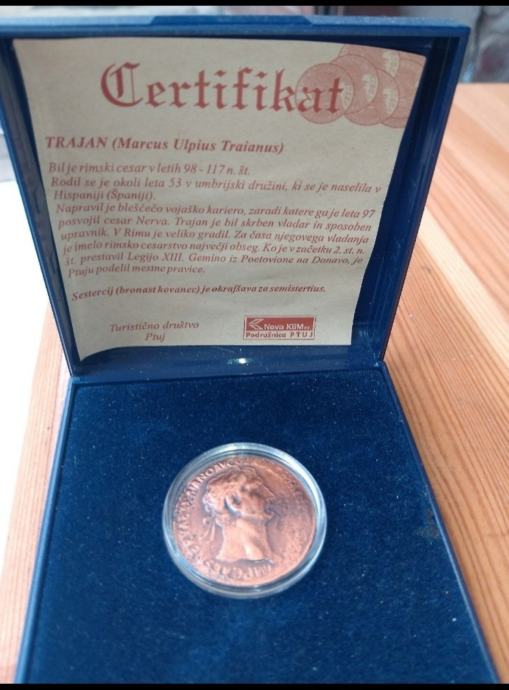 Certifikat
TRAJAN (Marcus Ulpius Traianus)
Bil je rimski cesar v letih 98 - 117 n. št.
Rodil se je okoli leta 53 v umbrijski družini, ki se je naselila v
Hispaniji (Španiji).
Napravil je bleščečo vojaško kariero, zaradi katere ga je leta 97
posvojil cesar Nerva. Trajan je bil skrben vladar in sposoben
upravnik. V Rimu je veliko gradil. Za časa njegovega vladanja
je imelo rimsko cesarstvo največji obseg. Ko je v začetku 2. st. n.
št. prestavil Legijo XIII. Gemino iz Poetovione na Donavo, je
Ptuju podelil mestne pravice.
Sestercij (bronast kovanec) je okrajšava za semistertius.
Turistično društvo
Ptuj
Nova KBM d.d.
Področnica PTUJ